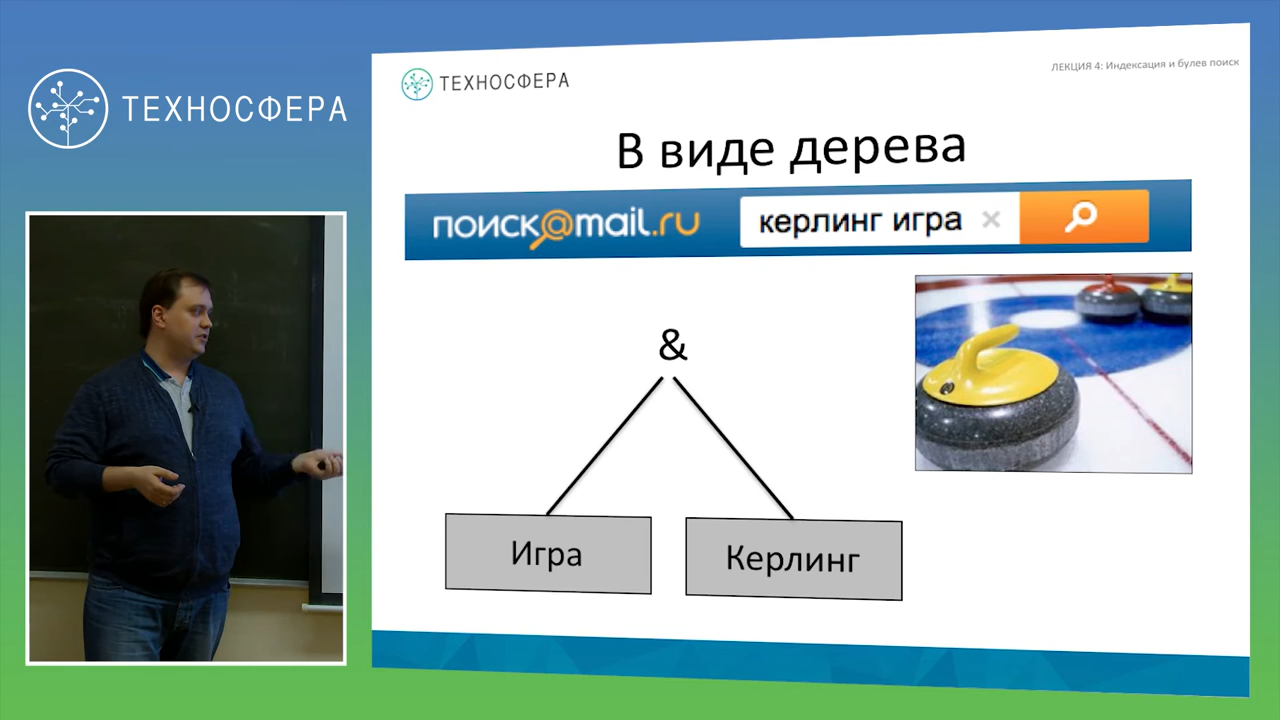 ТЕХНОСФЕРА
ТЕХНОСФЕРА
ЛЕКЦИЯ 4: Индексация и булев поиск
В виде дерева
поиск@mail.ru
керлинг игра ×
&
Игра
Керлинг